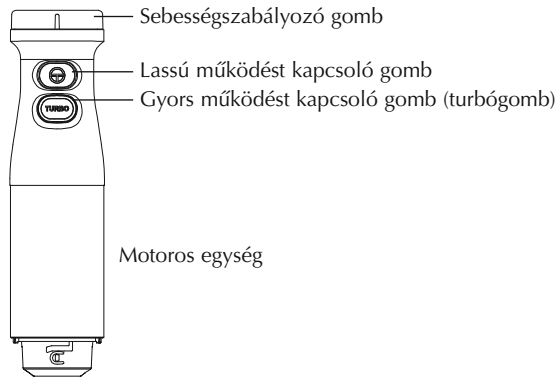 Sebességszabályozó gomb
Lassú működést kapcsoló gomb
TURBO
Gyors működést kapcsoló gomb (turbógomb)
Motoros egység